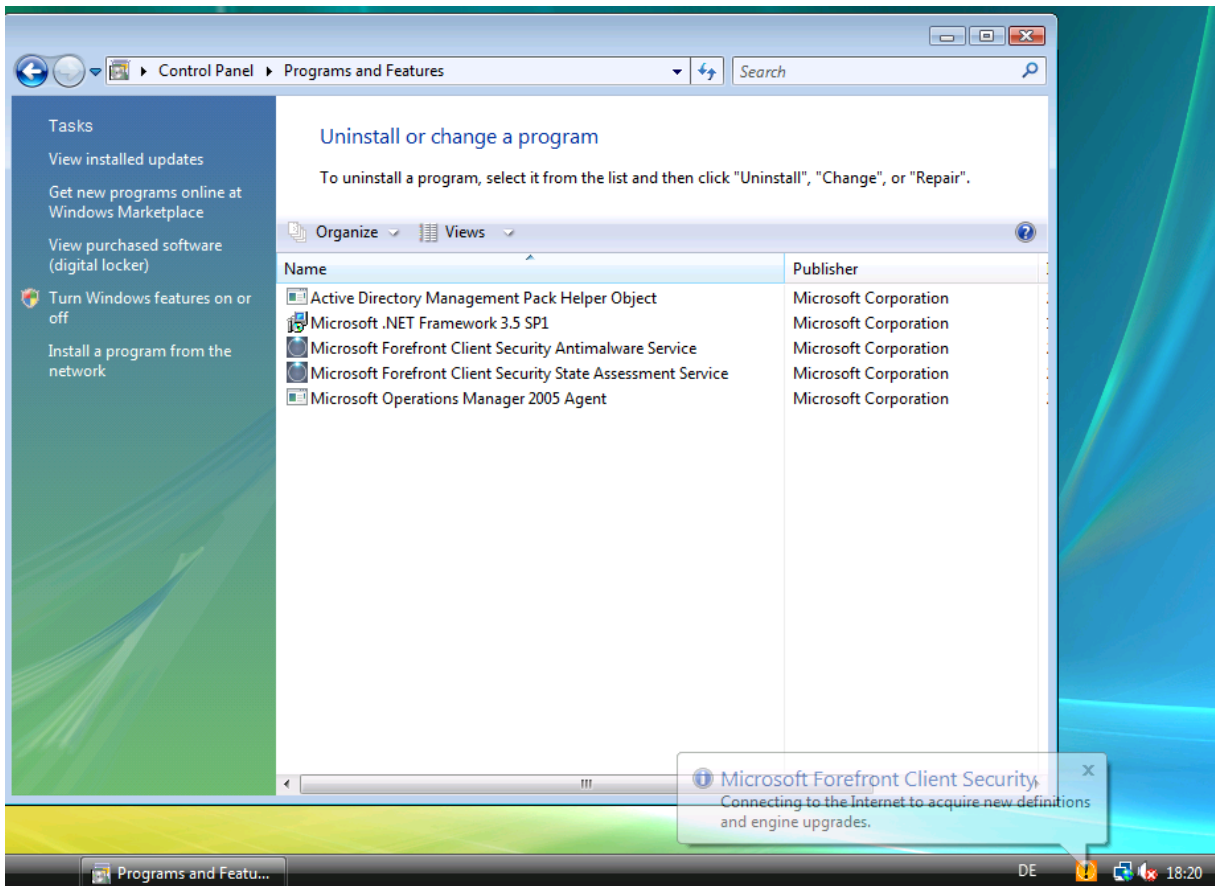 Control Panel
Programs and Features
Search
Tasks
View installed updates
Get new programs online at
Windows Marketplace
View purchased software
(digital locker)
Turn Windows features on or
off
Install a program from the
network
Uninstall or change a program
To uninstall a program, select it from the list and then click "Uninstall", "Change", or "Repair".
Organize Views
Name Publisher
Active Directory Management Pack Helper Object Microsoft Corporation
Microsoft .NET Framework 3.5 SP1 Microsoft Corporation
Microsoft Forefront Client Security Antimalware Service Microsoft Corporation
Microsoft Forefront Client Security State Assessment Service Microsoft Corporation
Microsoft Operations Manager 2005 Agent Microsoft Corporation
Microsoft Forefront Client Security
Connecting to the Internet to acquire new definitions
and engine upgrades.
Programs and Featu...
DE
18:20